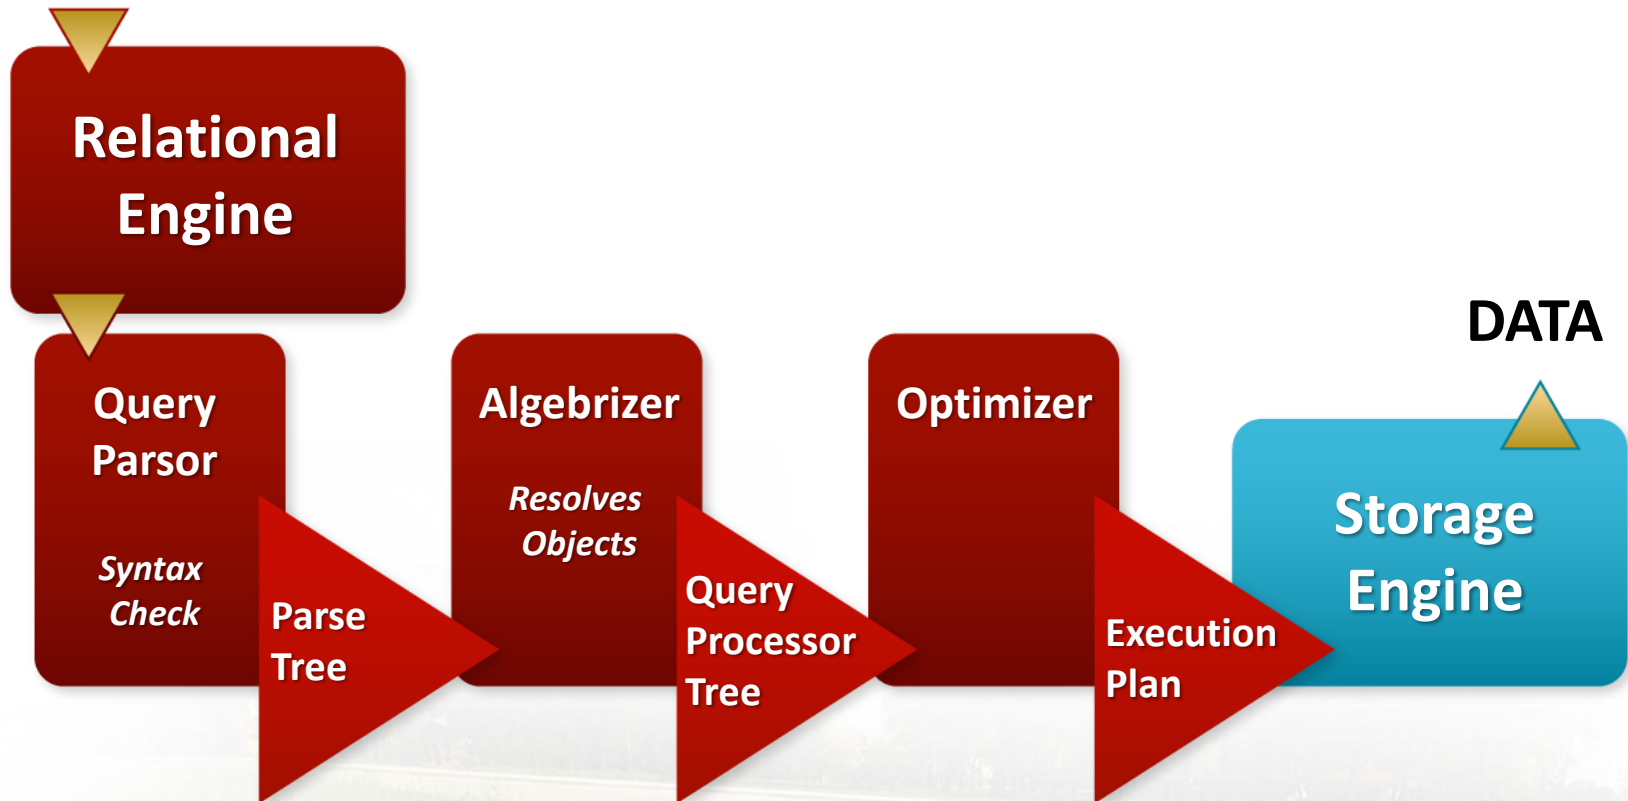 Relational
Engine
DATA
Query
Parsor
Syntax
Check
Parse
Tree
Algebrizer
Resolves
Objects
Query
Processor
Tree
Optimizer
Execution
Plan
Storage
Engine